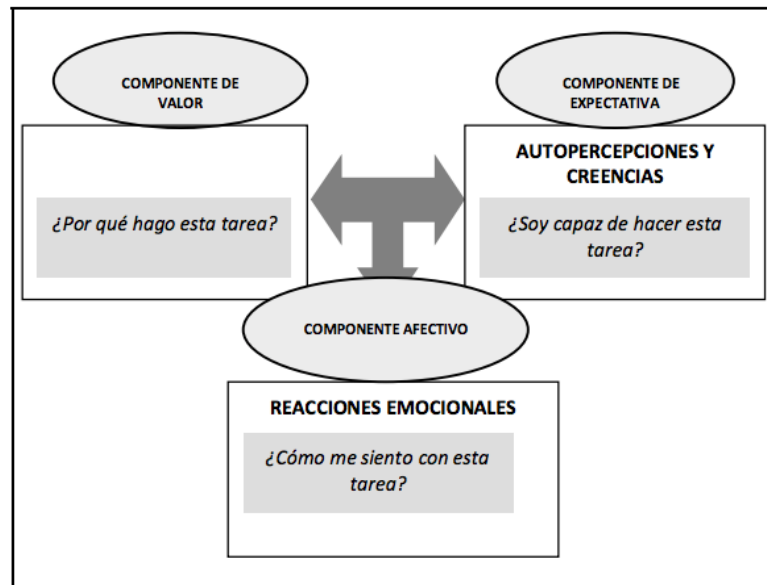 COMPONENTE DE
VALOR
¿Por qué hago esta tarea?
COMPONENTE DE
EXPECTATIVA
AUTOPERCEPCIONES Y
CREENCIAS
¿Soy capaz de hacer esta
tarea?
COMPONENTE AFECTIVO
REACCIONES EMOCIONALES
¿Cómo me siento con esta
tarea?